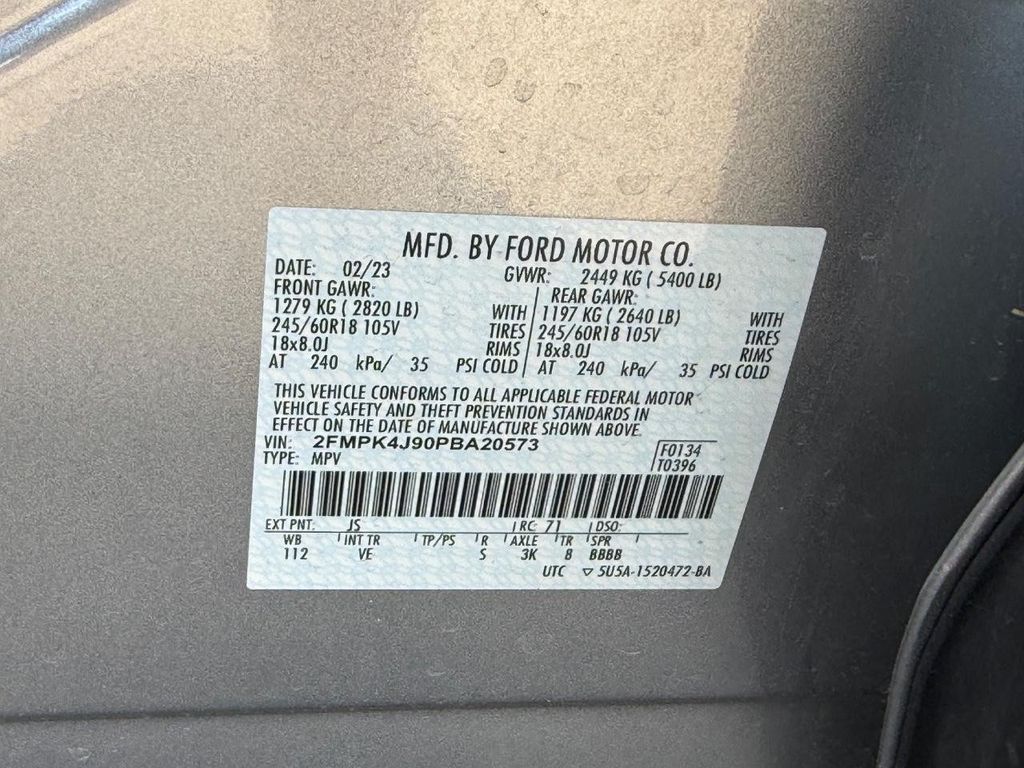 MFD. BY FORD MOTOR CO.
DATE: 02/23 GVWR: 2449 KG ( 5400 LB)
FRONT GAWR: REAR GAWR:
1279 KG ( 2820 LB) WITH 1197 KG ( 2640 LB) WITH
245/60R18 105V TIRES 245/60R18 105V TIRES
18x8.0J RIMS 18x8.0J RIMS
AT 240 kPa/ 35 PSI COLD AT 240 kPa/ 35 PSI COLD
THIS VEHICLE CONFORMS TO ALL APPLICABLE FEDERAL MOTOR
VEHICLE SAFETY AND THEFT PREVENTION STANDARDS IN
EFFECT ON THE DATE OF MANUFACTURE SHOWN ABOVE.
VIN: 2FMPK4J90PBA20573
TYPE: MPV
F0134
T0396
EXT PNT: JS RC: 71 DSO:
WB INT TR TP/PS R AXLE TR SPR
112 VE S 3K B BBBB
UTC ▽ 5U5A-1520472-BA